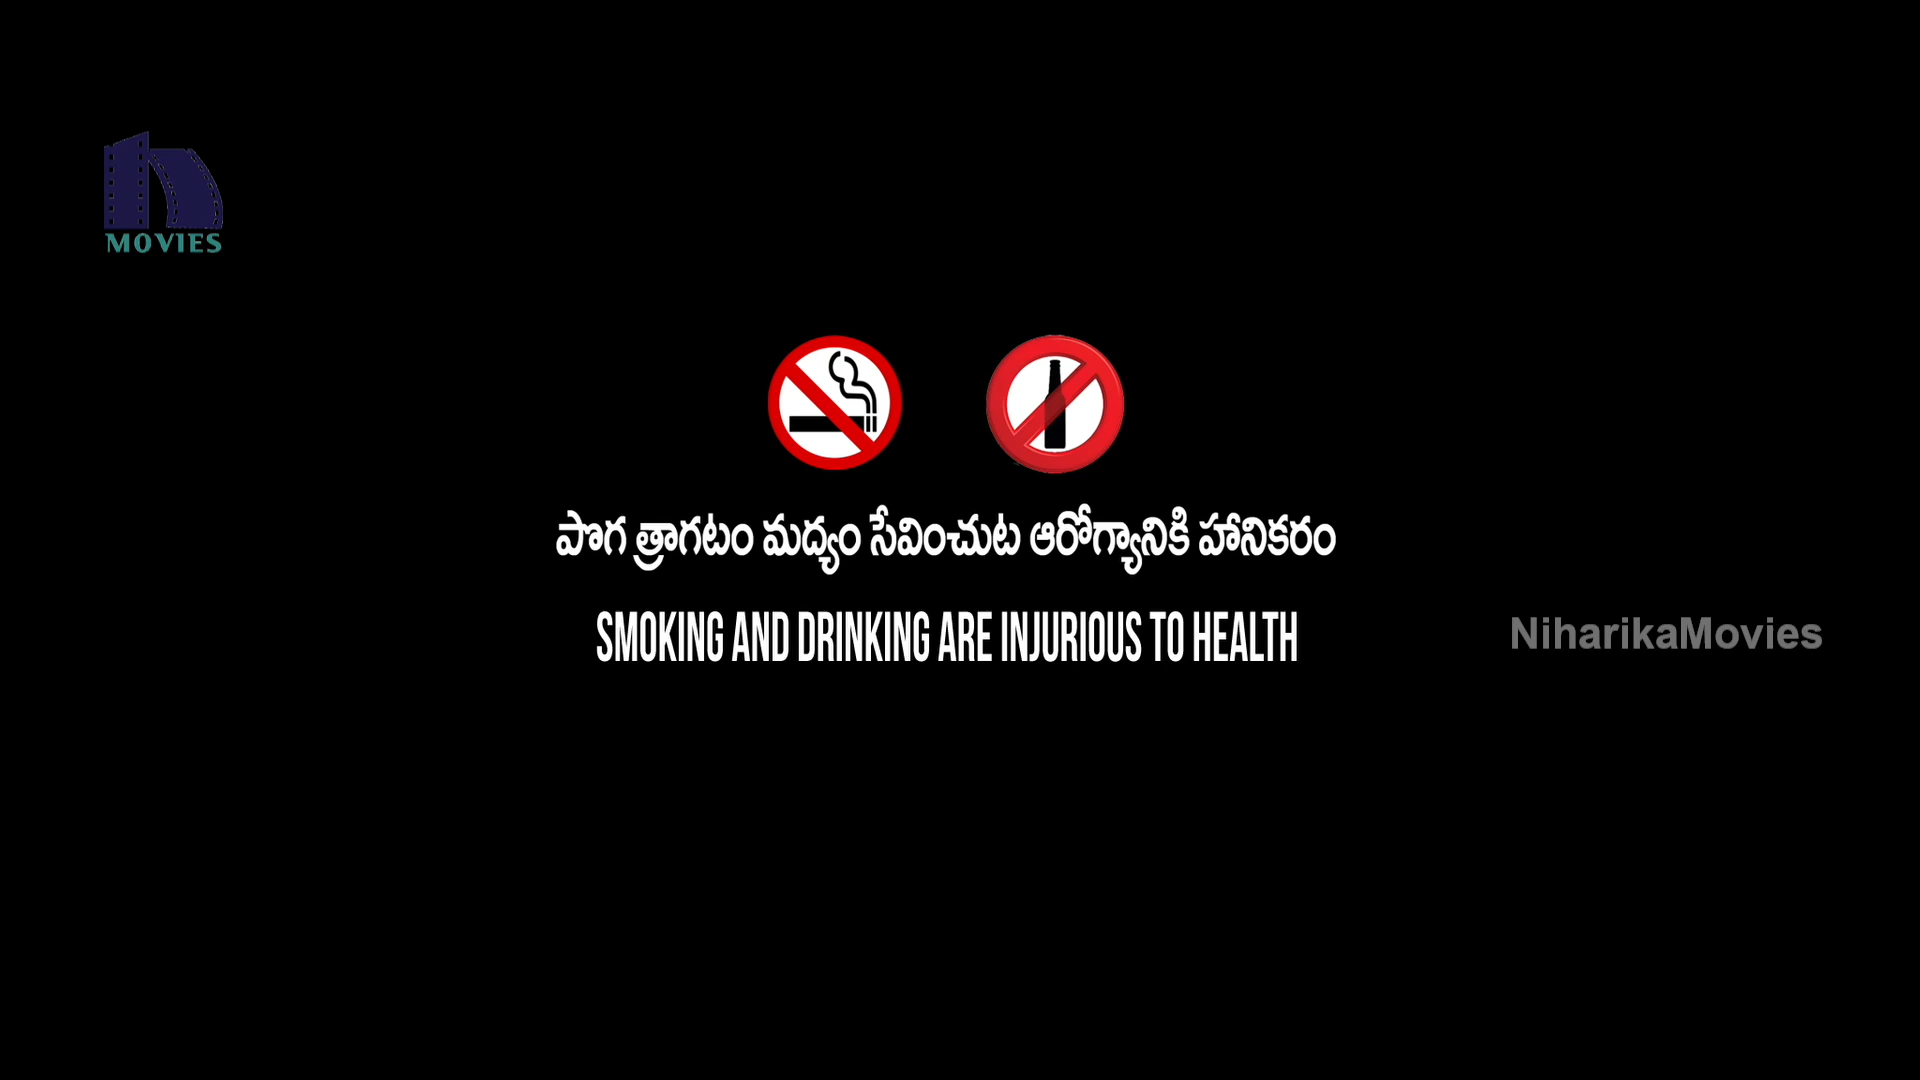 MOVIES
పొగ త్రాగటం మద్యం సేవించుట ఆరోగ్యానికి హానికరం
SMOKING AND DRINKING ARE INJURIOUS TO HEALTH
NiharikaMovies